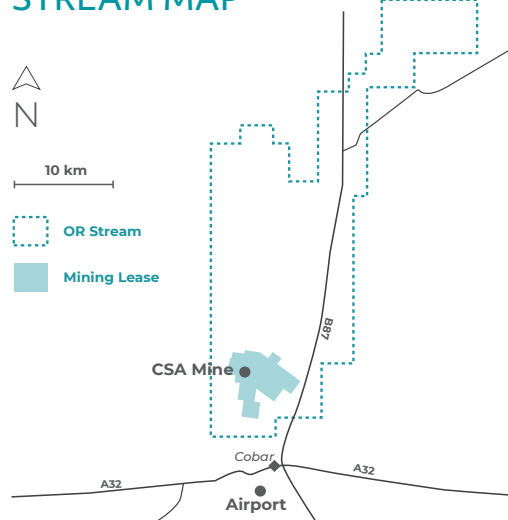 STREAM MAP
N
10 km
OR Stream
Mining Lease
B87
CSA Mine
Cobar
A32
A32
Airport